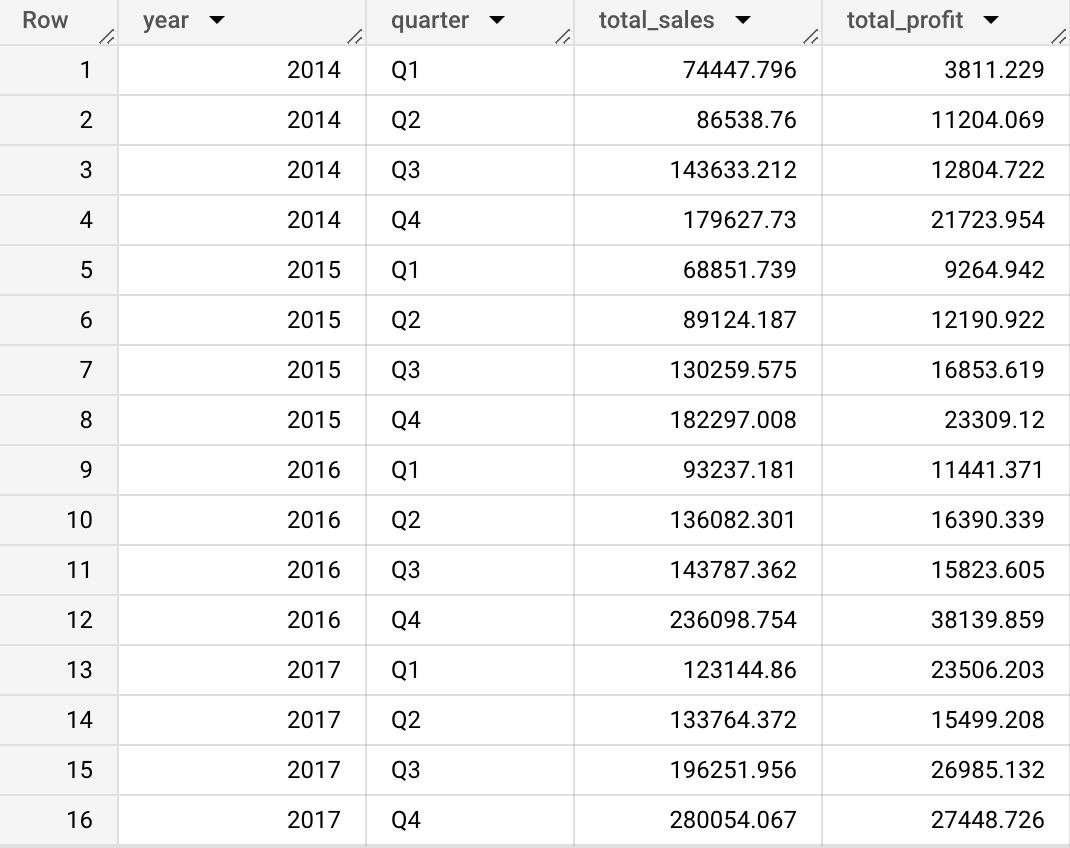 Row year quarter total_sales total_profit
1 2014 Q1 74447.796 3811.229
2 2014 Q2 86538.76 11204.069
3 2014 Q3 143633.212 12804.722
4 2014 Q4 179627.73 21723.954
5 2015 Q1 68851.739 9264.942
6 2015 Q2 89124.187 12190.922
7 2015 Q3 130259.575 16853.619
8 2015 Q4 182297.008 23309.12
9 2016 Q1 93237.181 11441.371
10 2016 Q2 136082.301 16390.339
11 2016 Q3 143787.362 15823.605
12 2016 Q4 236098.754 38139.859
13 2017 Q1 123144.86 23506.203
14 2017 Q2 133764.372 15499.208
15 2017 Q3 196251.956 26985.132
16 2017 Q4 280054.067 27448.726